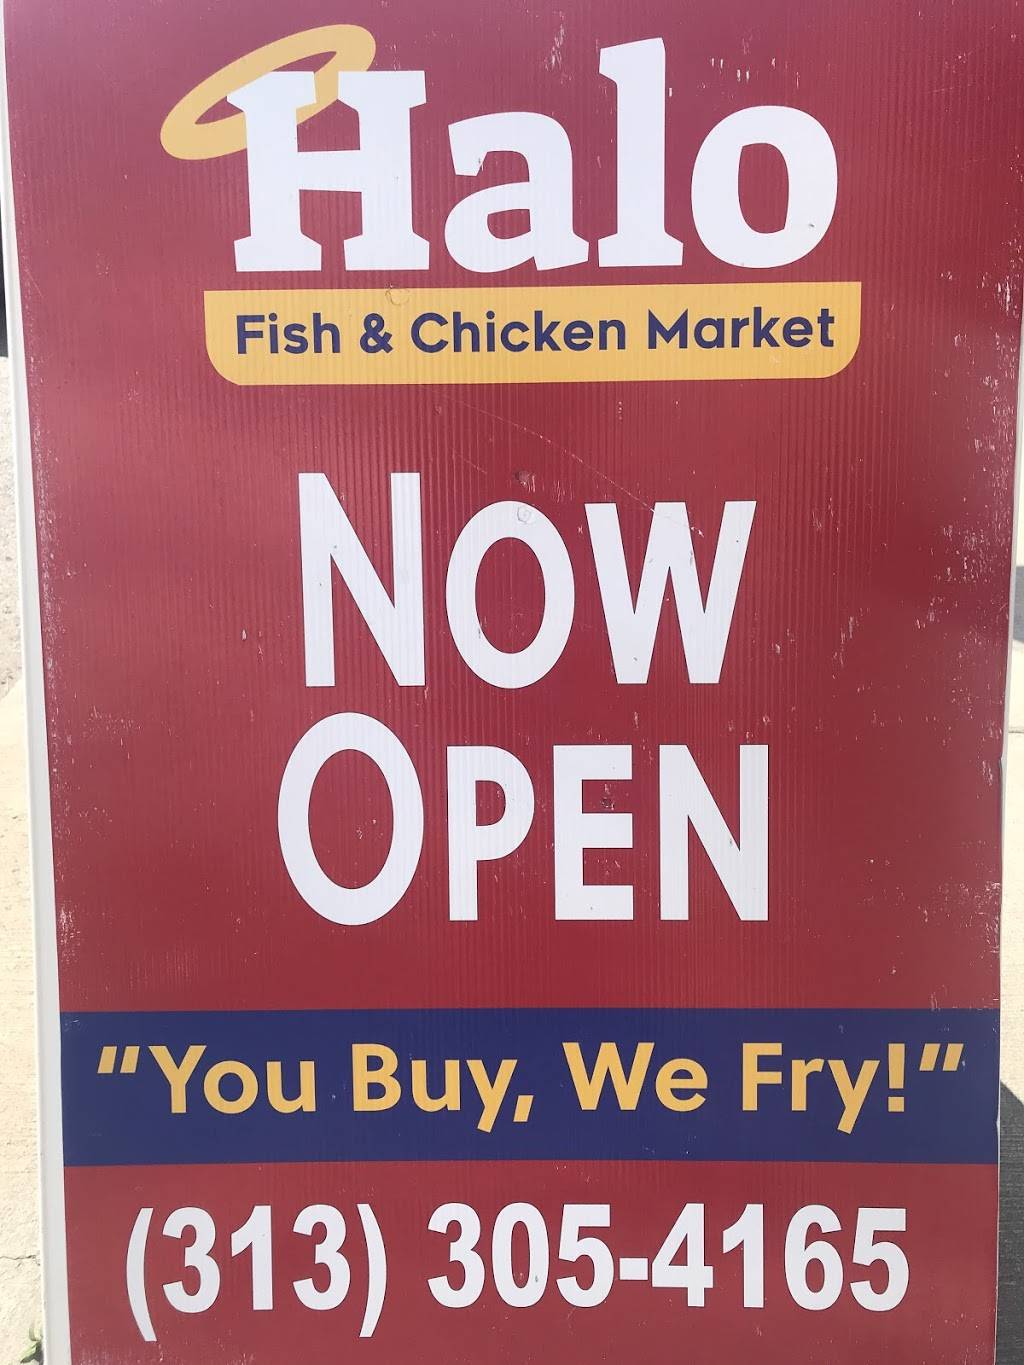 Halo
Fish & Chicken Market
NOW
OPEN
"You Buy, We Fry!"
(313) 305-4165